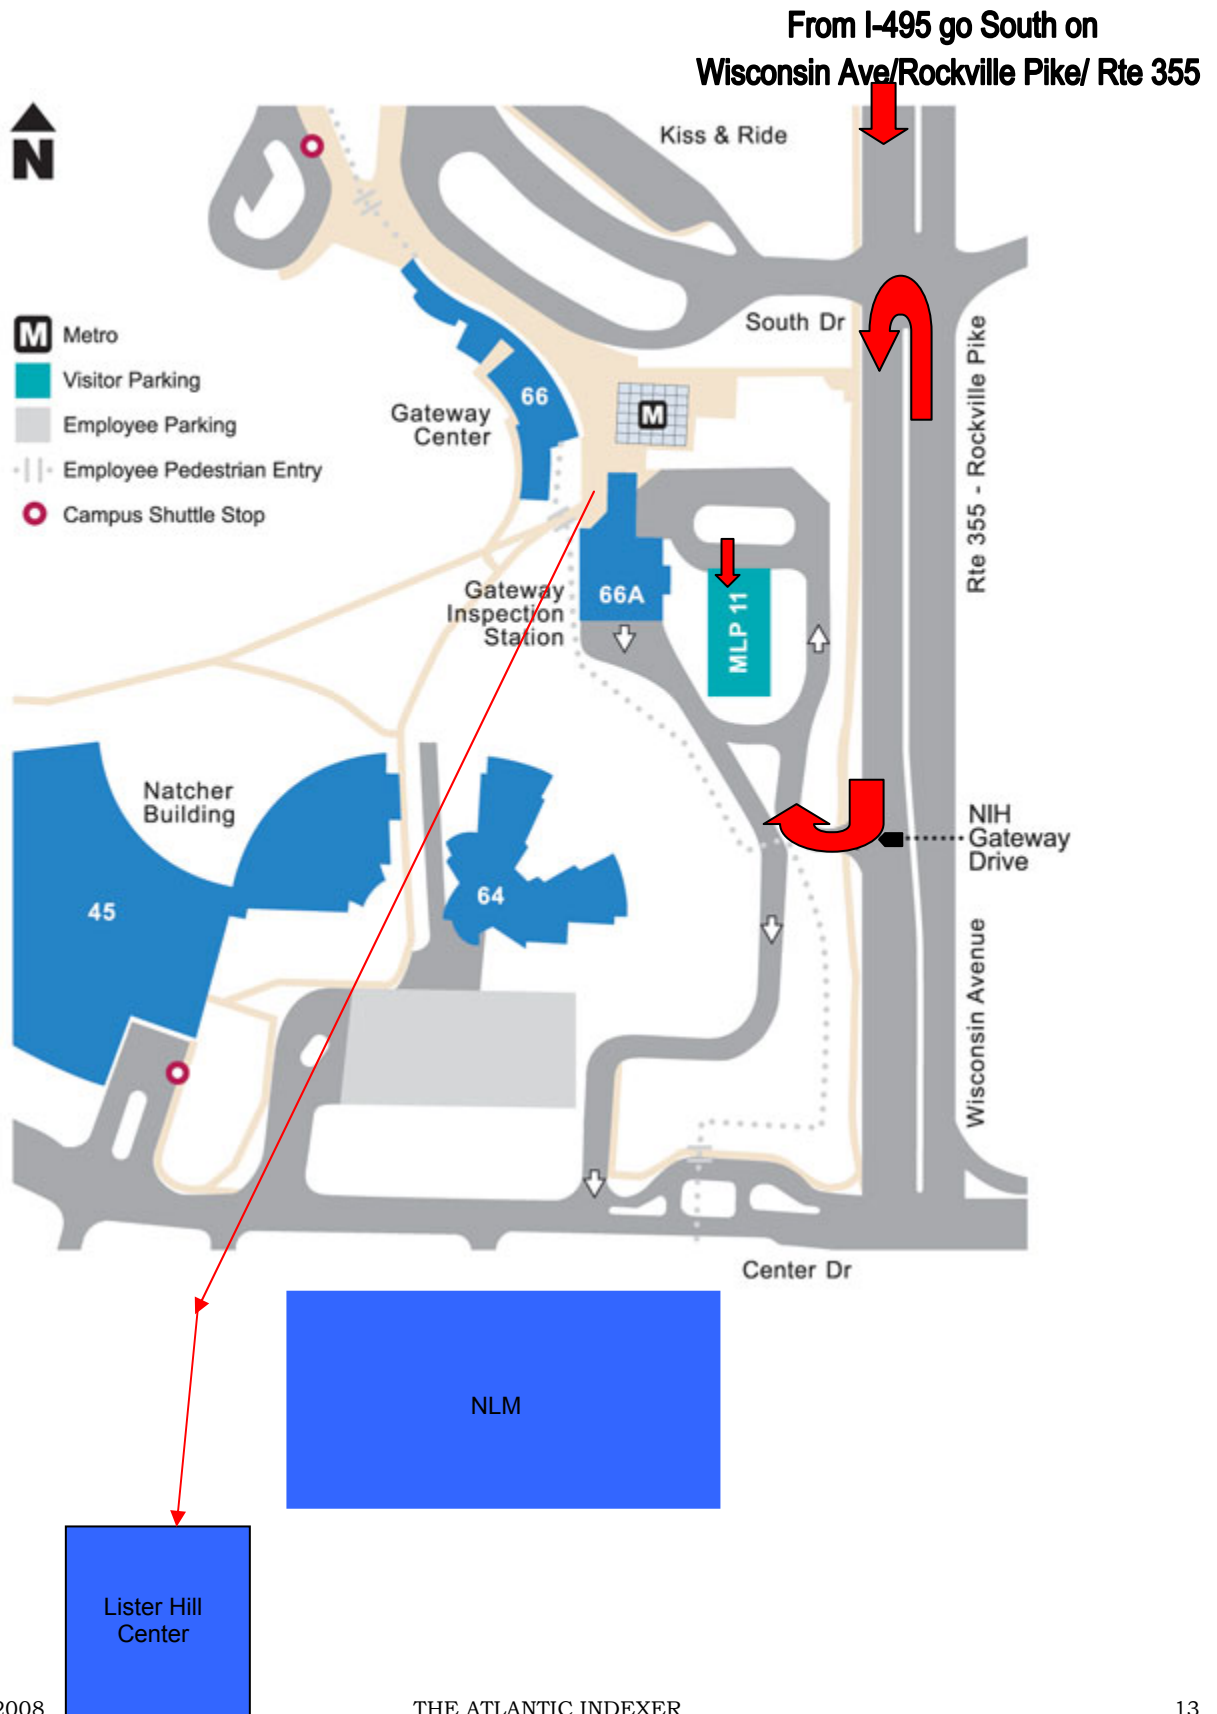 From I-495 go South on
Wisconsin Ave/Rockville Pike/ Rte 355
N
Kiss & Ride
South Dr
M Metro
Visitor Parking
Employee Parking
Employee Pedestrian Entry
Campus Shuttle Stop
66
Gateway
Center
M
Rte 355 - Rockville Pike
Gateway
Inspection
Station
66A
MLP 11
Natcher
Building
45
64
NIH
Gateway
Drive
Wisconsin Avenue
Center Dr
NLM
Lister Hill
Center
2008
THE ATLANTIC INDEXER
13